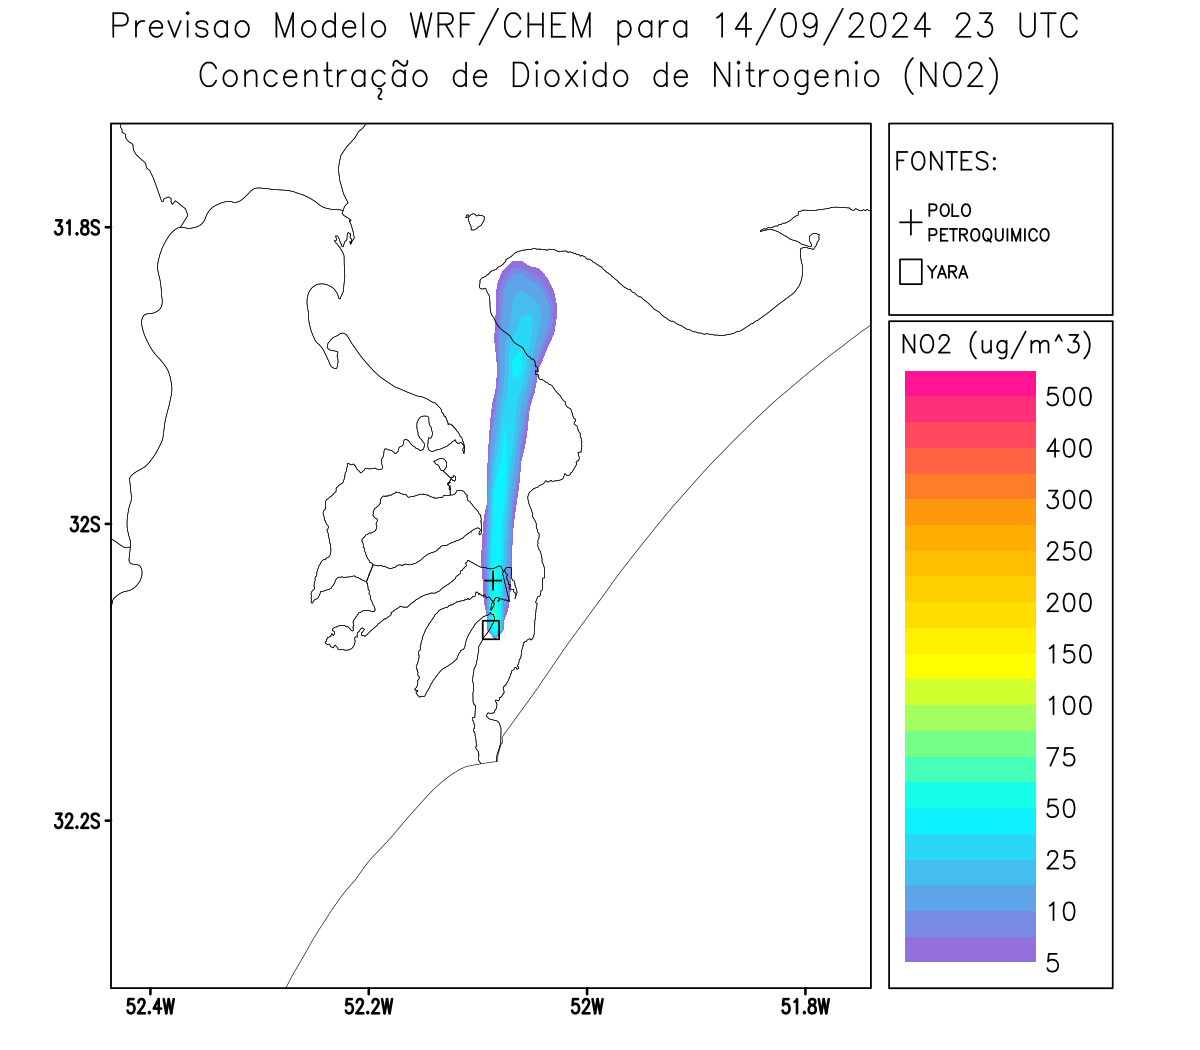 Previsao Modelo WRF/CHEM para 14/09/2024 23 UTC
Concentração de Dioxido de Nitrogenio (NO2)
FONTES:
POLO
PETROQUIMICO
YARA
NO2 (ug/m^3)
500
400
300
250
200
150
100
75
50
25
10
5
31.8S
32S
32.2S
52.4W
52.2W
52W
51.8W